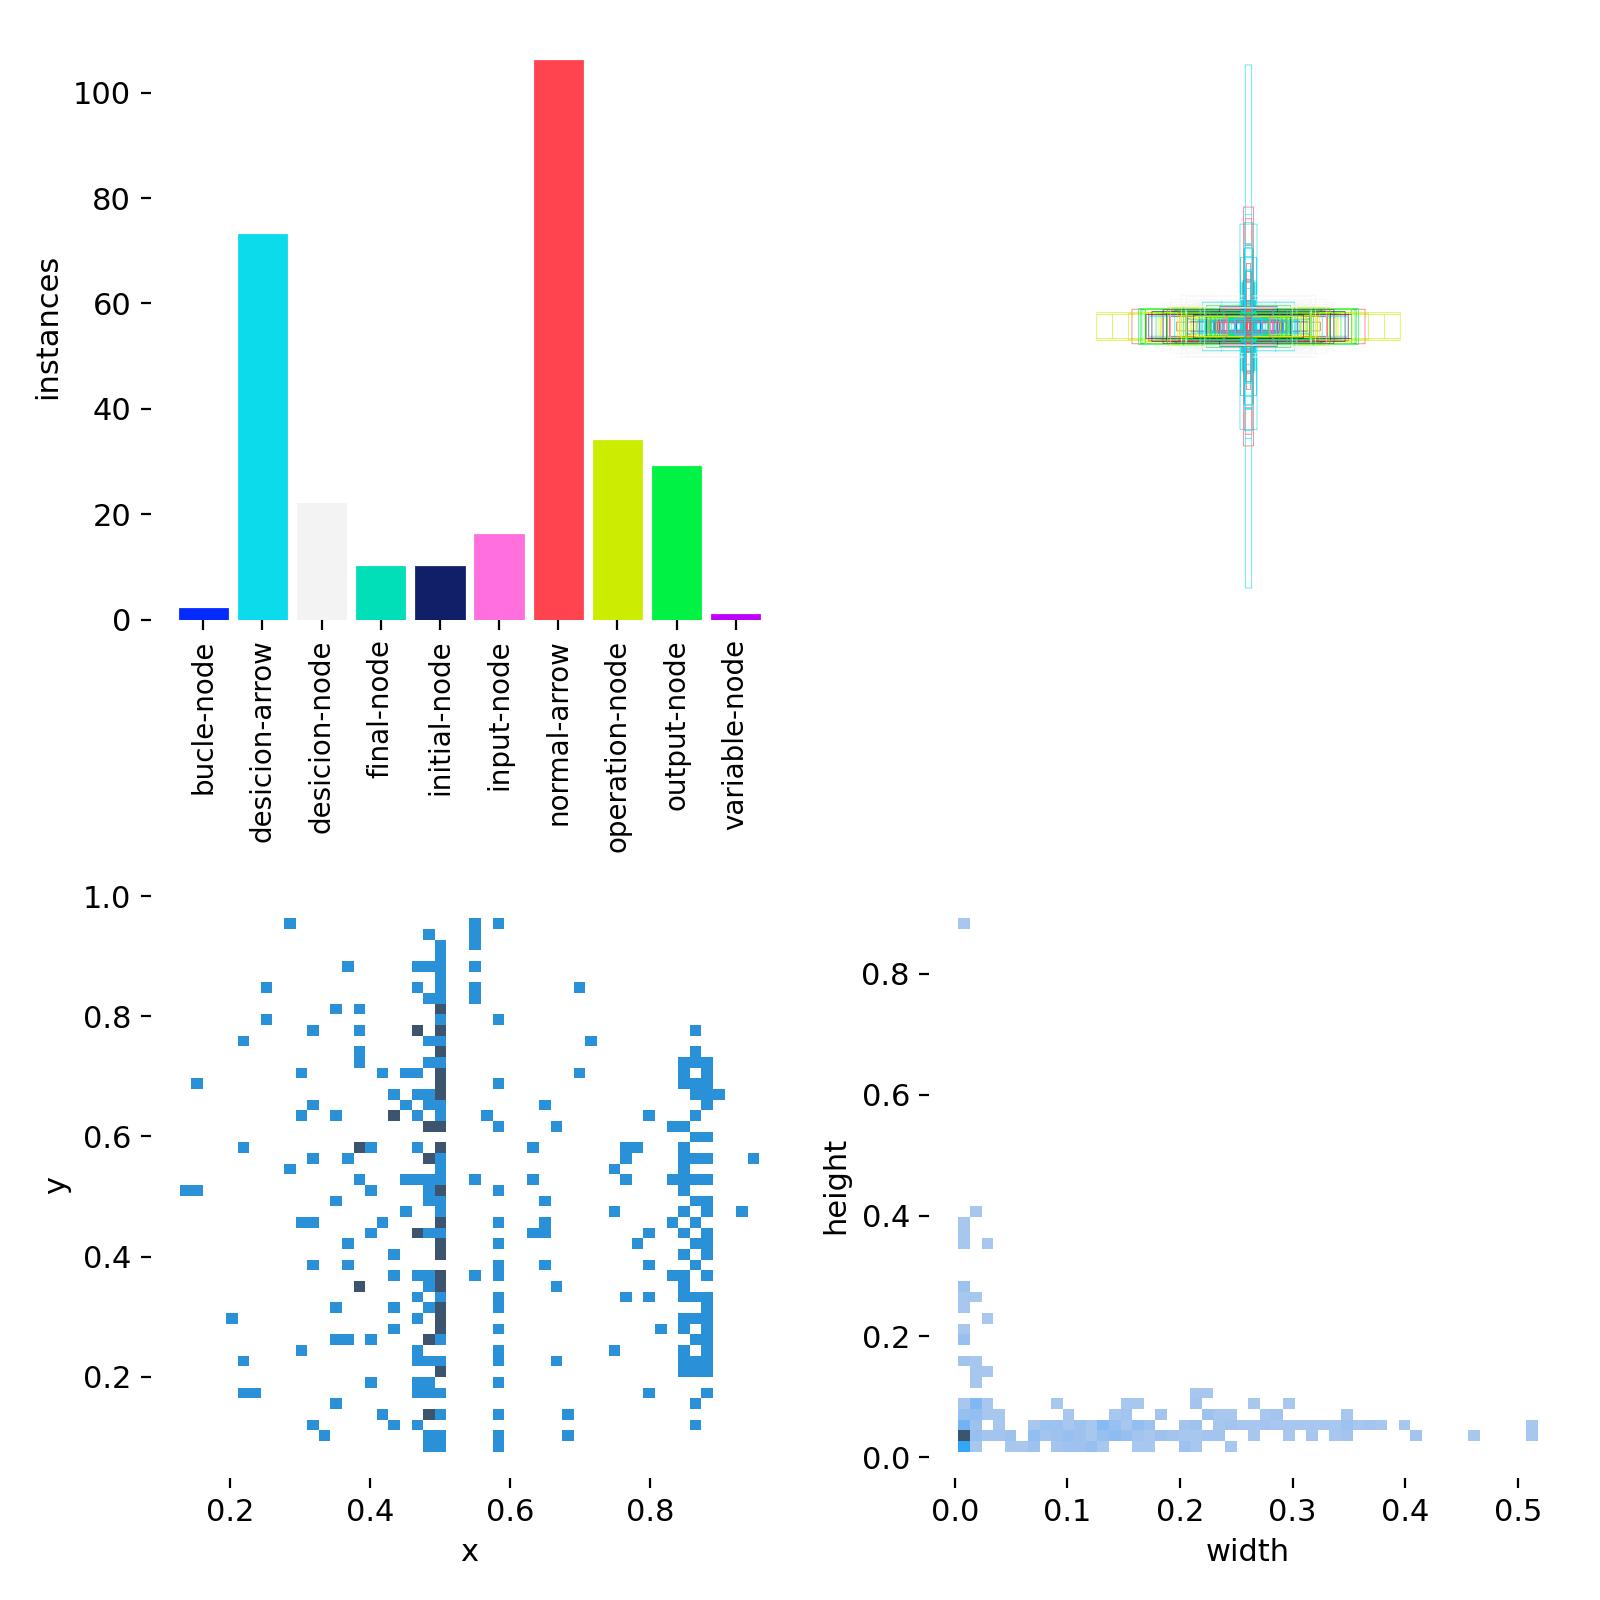 100
80
60
40
20
0
instances
bucle-node
desicion-arrow
desicion-node
final-node
initial-node
input-node
normal-arrow
operation-node
output-node
variable-node
1.0
0.8
0.6
0.4
0.2
y
0.2 0.4 0.6 0.8
x
0.8
0.6
0.4
0.2
0.0
height
0.0 0.1 0.2 0.3 0.4 0.5
width